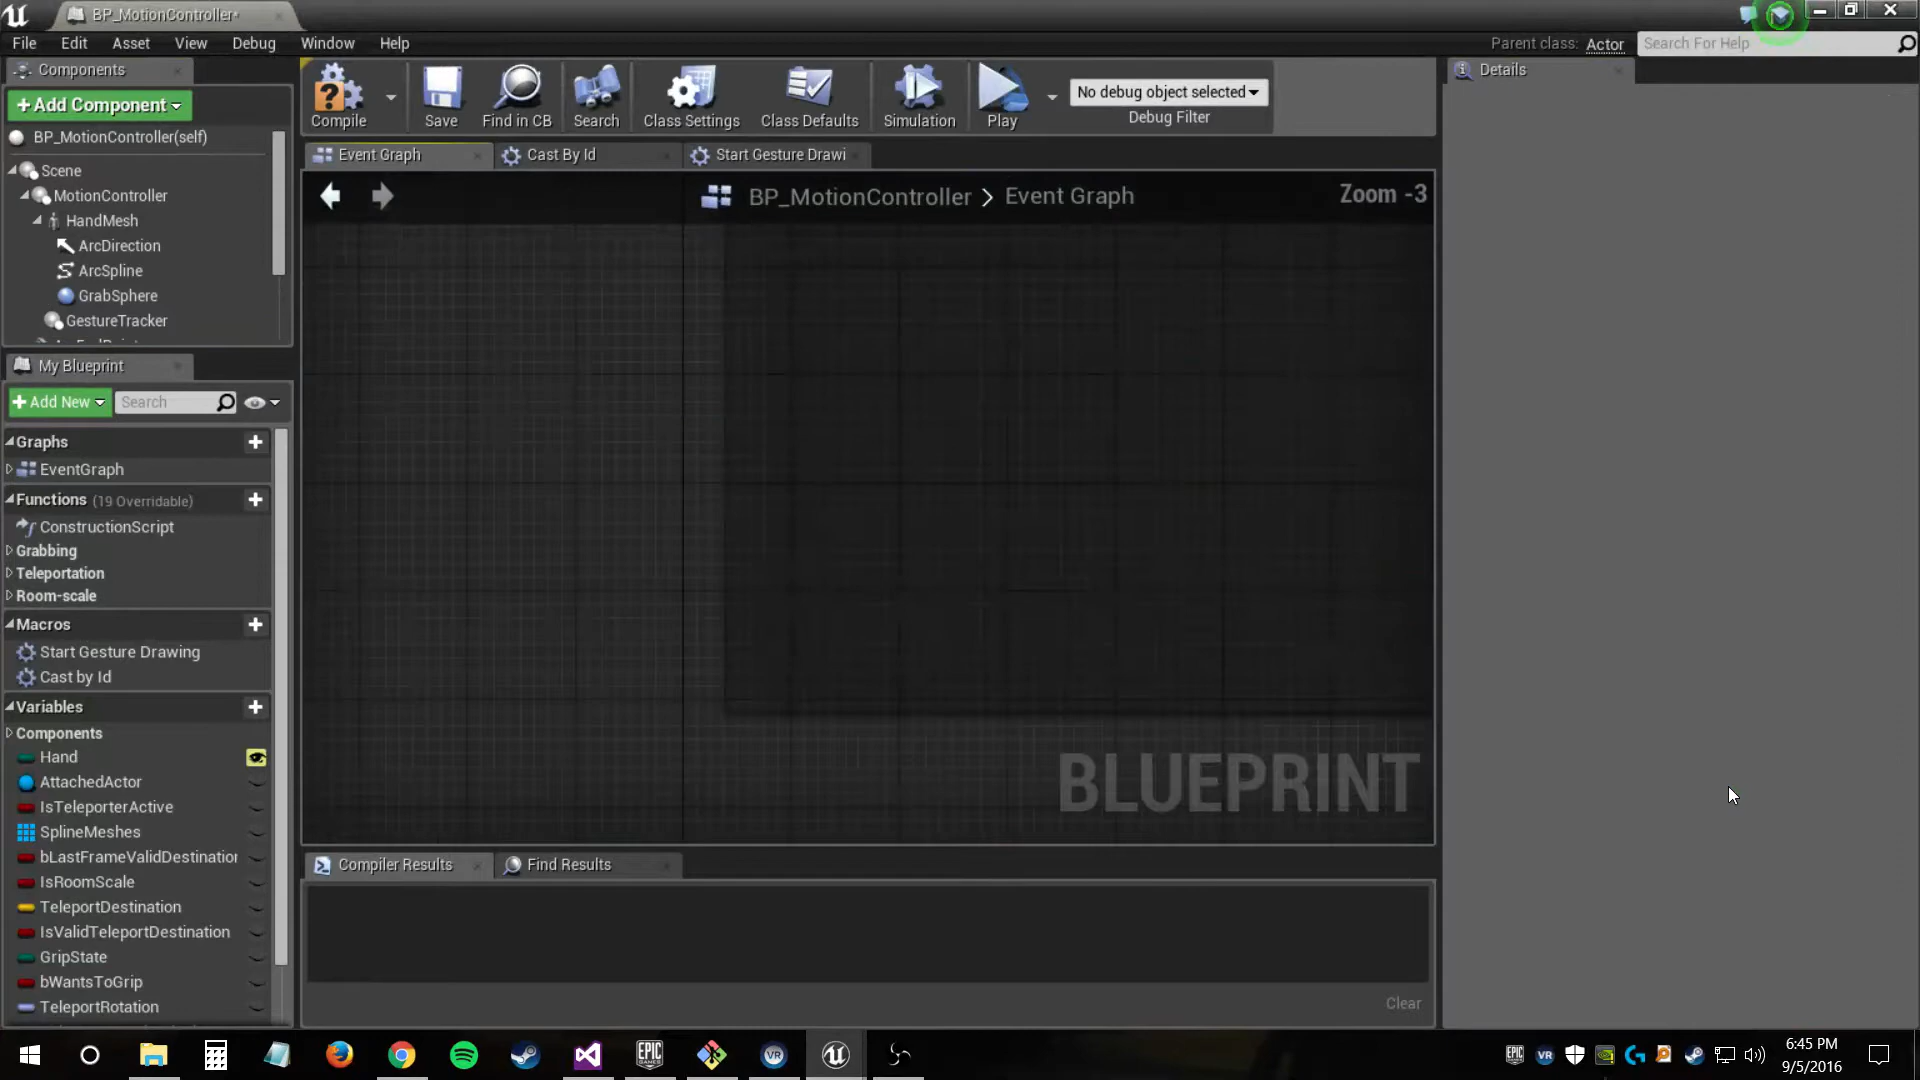 BP_MotionController*
File Edit Asset View Debug Window Help
Parent class: Actor
Search For Help
Components
+Add Component
BP_MotionController(self)
Scene
MotionController
HandMesh
ArcDirection
ArcSpline
GrabSphere
GestureTracker
My Blueprint
+Add New
Search
Graphs
EventGraph
Functions (19 Overridable)
ConstructionScript
Grabbing
Teleportation
Room-scale
Macros
Start Gesture Drawing
Cast by Id
Variables
Components
Hand
AttachedActor
IsTeleporterActive
SplineMeshes
bLastFrameValidDestination
IsRoomScale
TeleportDestination
IsValidTeleportDestination
GripState
bWantsToGrip
TeleportRotation
Compile
Save
Find in CB
Search
Class Settings
Class Defaults
Simulation
Play
No debug object selected
Debug Filter
Event Graph
Cast By Id
Start Gesture Drawi
BP_MotionController > Event Graph
Zoom -3
BLUEPRINT
Compiler Results
Find Results
Clear
Details
EPIC GAMES
VR
6:45 PM
9/5/2016